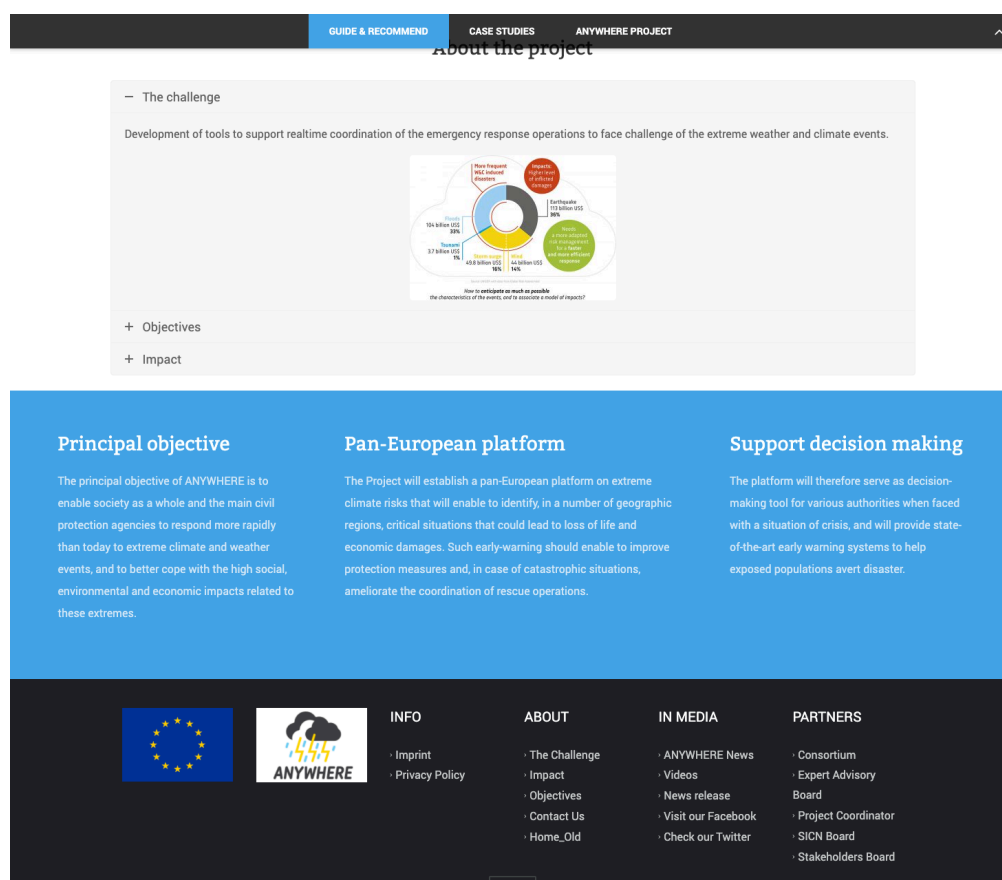 GUIDE & RECOMMEND
CASE STUDIES
ANYWHERE PROJECT
About the project
− The challenge
Development of tools to support realtime coordination of the emergency response operations to face challenge of the extreme weather and climate events.
More frequent
W&C induced
disasters
Impacts:
Higher level
of inflicted
damages
Earthquake
113 billion US$
36%
Floods
104 billion US$
33%
Tsunami
3.7 billion US$
1%
Storm surge
49.8 billion US$
16%
Wind
44 billion US$
14%
Needs
a more adapted
risk management
for a faster
and more efficient
response
How to anticipate as much as possible
the characteristics of the events, and to associate a model of impacts?
+ Objectives
+ Impact
Principal objective
The principal objective of ANYWHERE is to
enable society as a whole and the main civil
protection agencies to respond more rapidly
than today to extreme climate and weather
events, and to better cope with the high social,
environmental and economic impacts related to
these extremes.
Pan-European platform
The Project will establish a pan-European platform on extreme
climate risks that will enable to identify, in a number of geographic
regions, critical situations that could lead to loss of life and
economic damages. Such early-warning should enable to improve
protection measures and, in case of catastrophic situations,
ameliorate the coordination of rescue operations.
Support decision making
The platform will therefore serve as decision-
making tool for various authorities when faced
with a situation of crisis, and will provide state-
of-the-art early warning systems to help
exposed populations avert disaster.
ANYWHERE
INFO
› Imprint
› Privacy Policy
ABOUT
› The Challenge
› Impact
› Objectives
› Contact Us
› Home_Old
IN MEDIA
› ANYWHERE News
› Videos
› News release
› Visit our Facebook
› Check our Twitter
PARTNERS
› Consortium
› Expert Advisory
Board
› Project Coordinator
› SICN Board
› Stakeholders Board